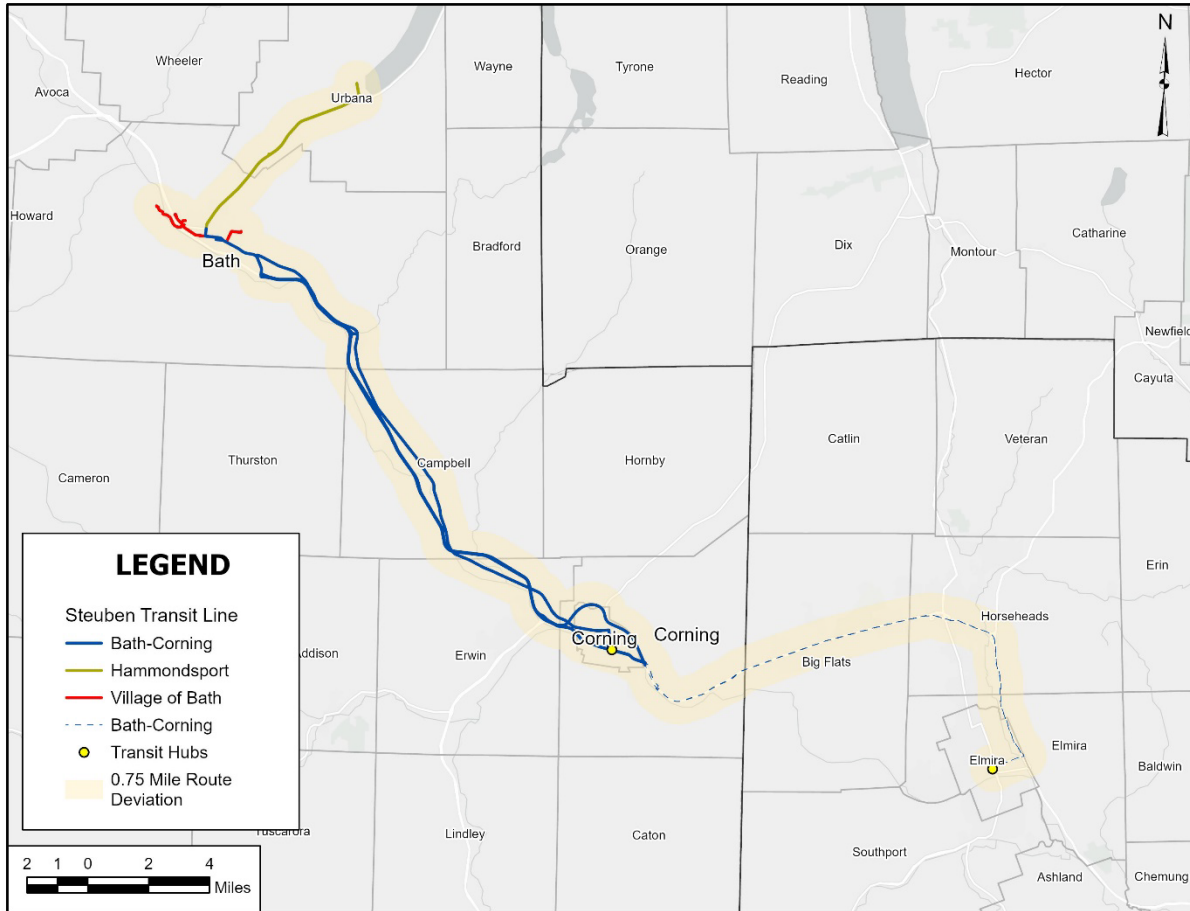 N
Wheeler
Wayne
Tyrone
Reading
Hector
Avoca
Urbana
Howard
Bath
Bradford
Orange
Dix
Montour
Catharine
Newfield
Cayuta
Cameron
Thurston
Campbell
Hornby
Catlin
Veteran
Erin
Horseheads
Corning
Corning
Big Flats
Addison
Erwin
Elmira
Elmira
Baldwin
Tuscarora
Lindley
Caton
Southport
Ashland
Chemung
LEGEND
Steuben Transit Line
Bath-Corning
Hammondsport
Village of Bath
Bath-Corning
Transit Hubs
0.75 Mile Route
Deviation
2 1 0 2 4
Miles